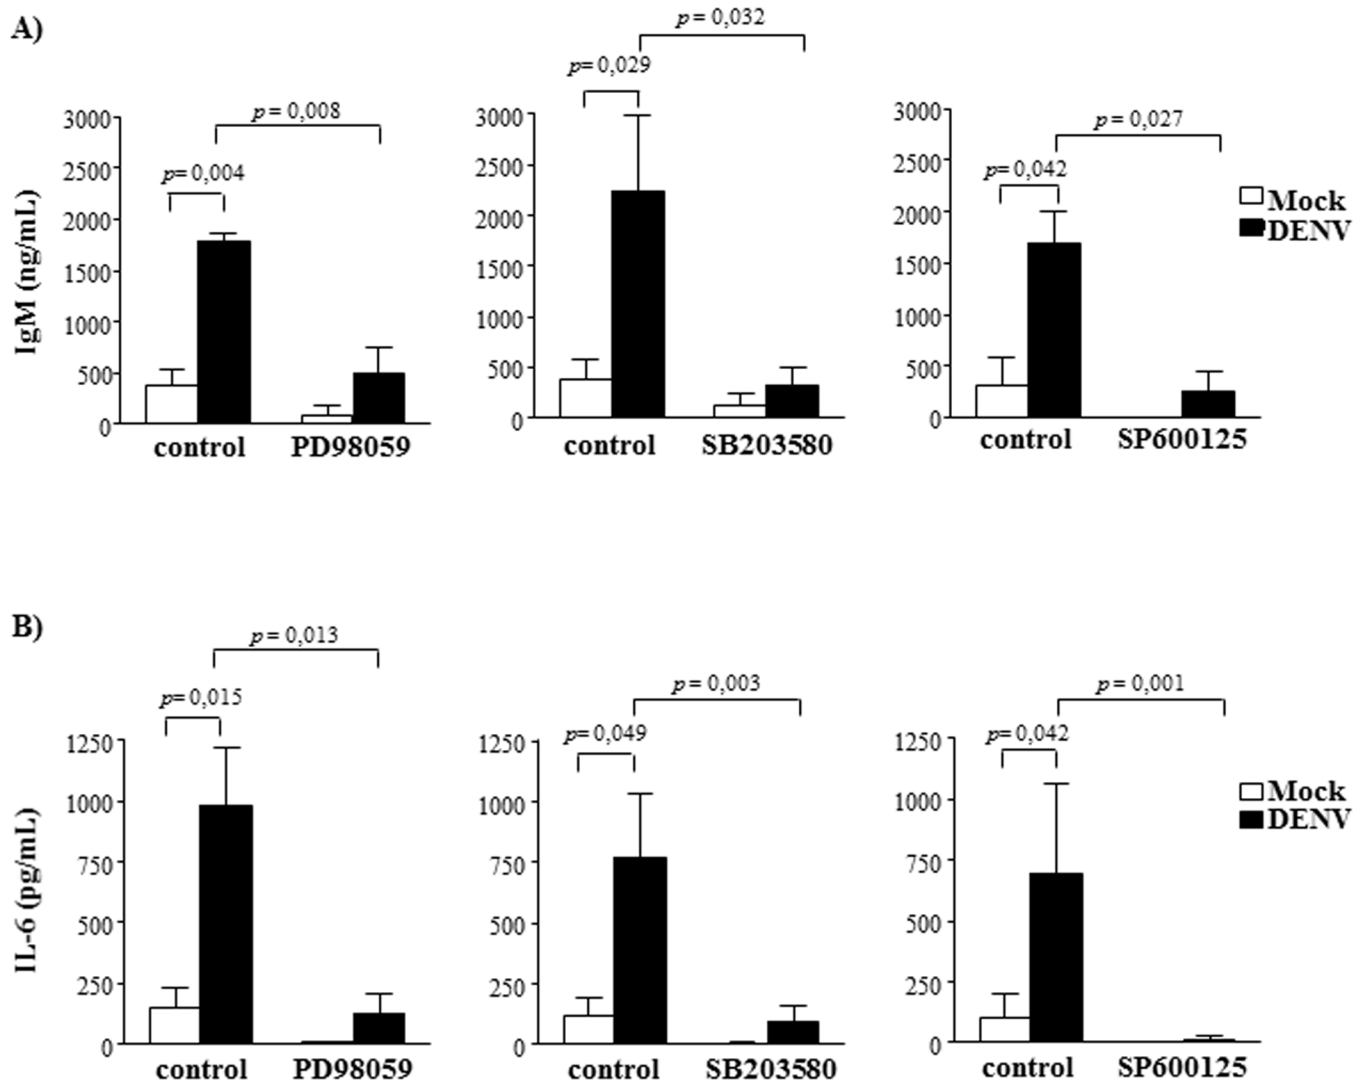 A)
p = 0,032
p= 0,029
p = 0,008
p= 0,004
p = 0,027
p= 0,042
IgM (ng/mL)
3000
2500
2000
1500
1000
500
0
control PD98059
3000
2500
2000
1500
1000
500
0
control SB203580
3000
2500
2000
1500
1000
500
0
control SP600125
Mock
DENV
B)
p = 0,013
p= 0,015
p = 0,003
p= 0,049
p = 0,001
p= 0,042
IL-6 (pg/mL)
1250
1000
750
500
250
0
control PD98059
1250
1000
750
500
250
0
control SB203580
1250
1000
750
500
250
0
control SP600125
Mock
DENV